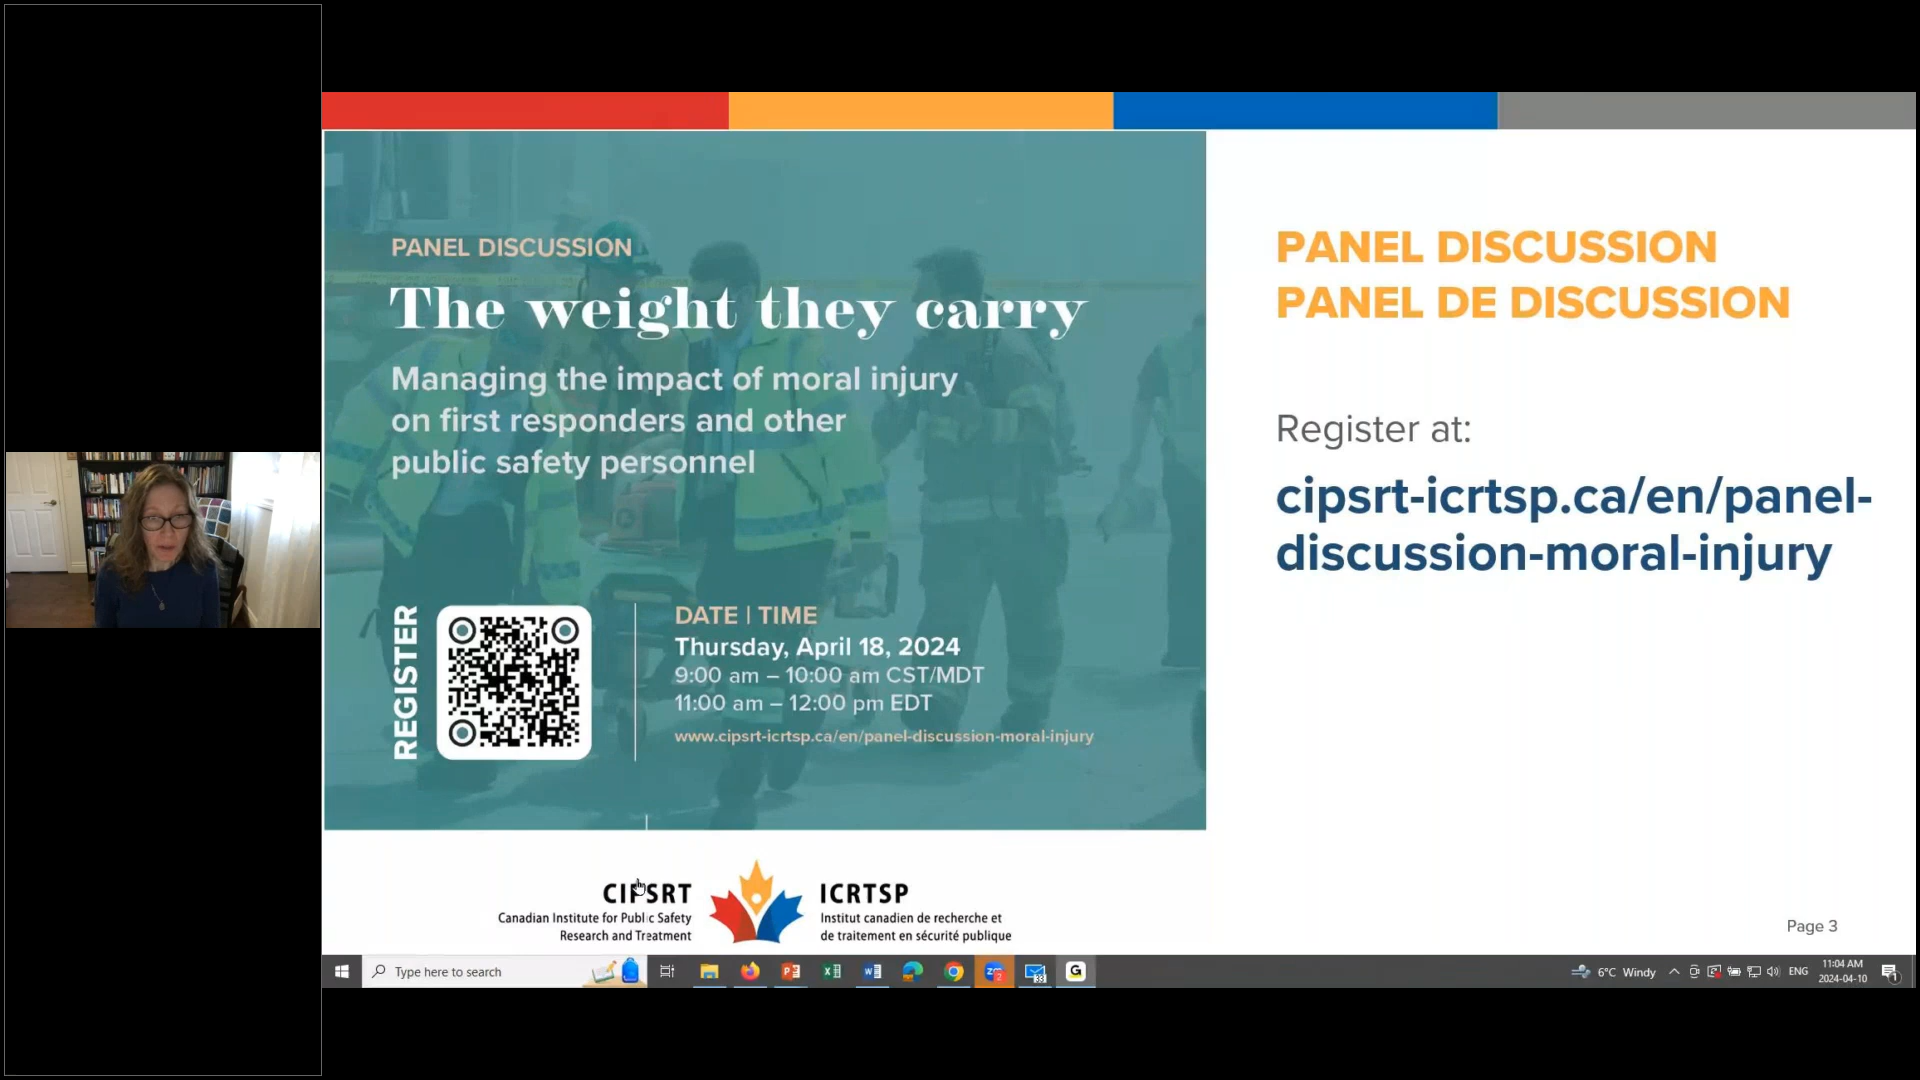 PANEL DISCUSSION
The weight they carry
Managing the impact of moral injury
on first responders and other
public safety personnel
REGISTER
DATE | TIME
Thursday, April 18, 2024
9:00 am – 10:00 am CST/MDT
11:00 am – 12:00 pm EDT
www.cipsrt-icrtsp.ca/en/panel-discussion-moral-injury
PANEL DISCUSSION
PANEL DE DISCUSSION
Register at:
cipsrt-icrtsp.ca/en/panel-
discussion-moral-injury
CIPSRT
Canadian Institute for Public Safety
Research and Treatment
ICRTSP
Institut canadien de recherche et
de traitement en sécurité publique
Page 3
Type here to search
6°C Windy
ENG
11:04 AM
2024-04-10